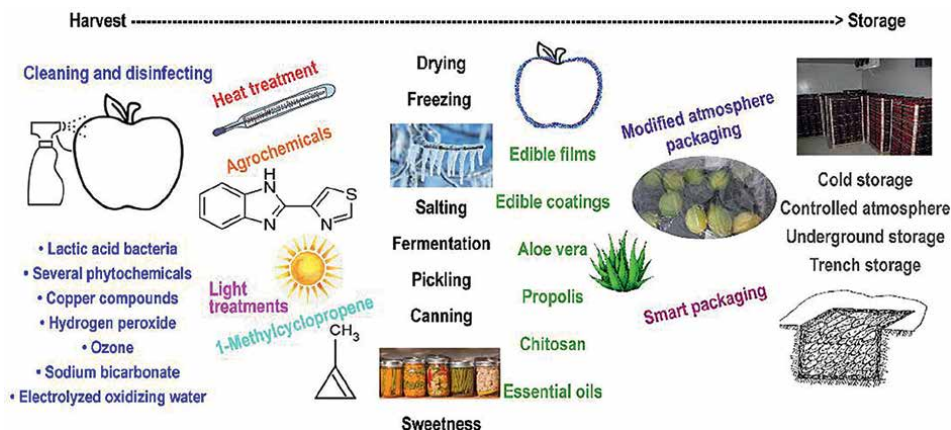 Harvest
Storage
Cleaning and disinfecting
• Lactic acid bacteria
• Several phytochemicals
• Copper compounds
• Hydrogen peroxide
• Ozone
• Sodium bicarbonate
• Electrolyzed oxidizing water
Heat treatment
Agrochemicals
H
N
S
N
N
Light
treatments
1-Methylcyclopropene
CH₃
Drying
Freezing
Salting
Fermentation
Pickling
Canning
Sweetness
Edible films
Edible coatings
Aloe vera
Propolis
Chitosan
Essential oils
Modified atmosphere
packaging
Smart packaging
Cold storage
Controlled atmosphere
Underground storage
Trench storage